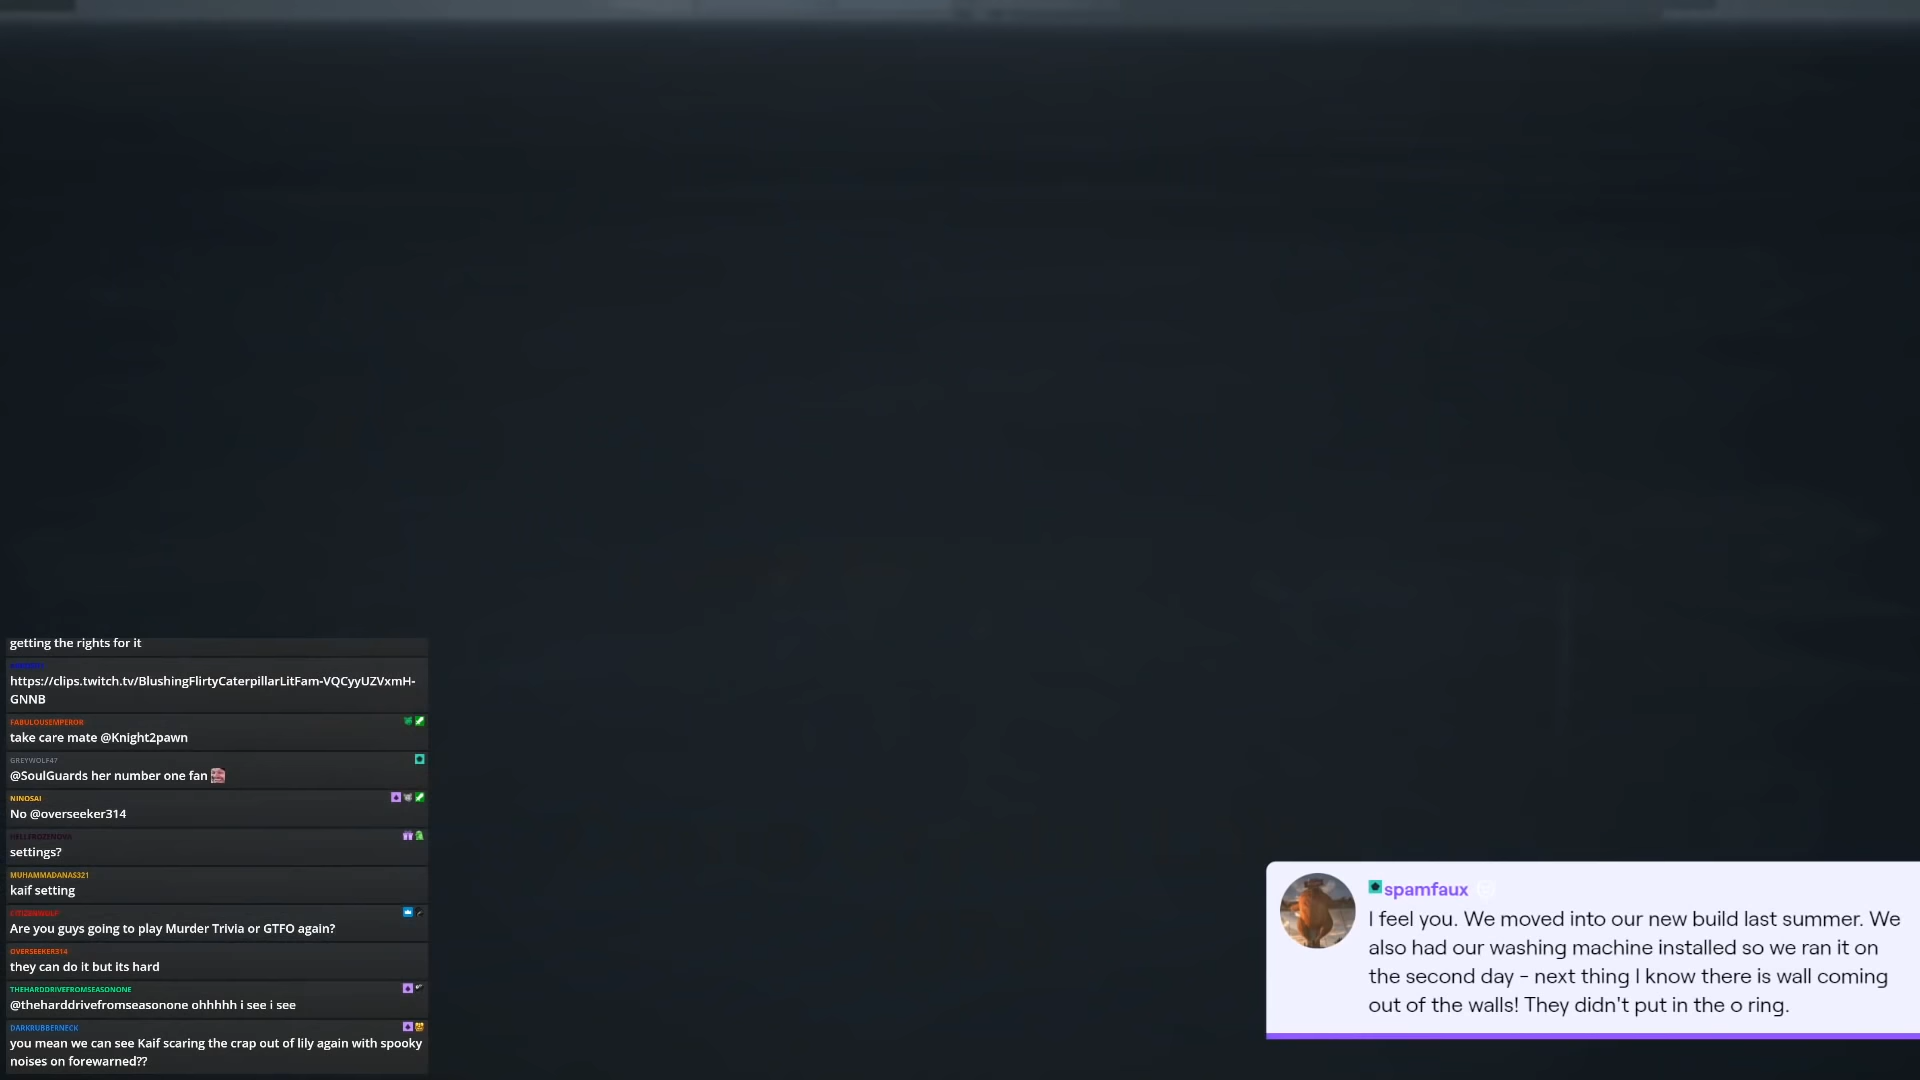 getting the rights for it
https://clips.twitch.tv/BlushingFlirtyCaterpillarLitFam-VQCyyUZVxmH-
GNNB
FABULOUSEMPEROR
take care mate @Knight2pawn
GREYWOLF47
@SoulGuards her number one fan
NINOSAI
No @overseeker314
HELLFROZENOVA
settings?
MUHAMMADANAS321
kaif setting
Are you guys going to play Murder Trivia or GTFO again?
OVERSEEKER314
they can do it but its hard
THEHARDDRIVEFROMSEASONONE
@theharddrivefromseasonone ohhhhh i see i see
DARKRUBBERNECK
you mean we can see Kaif scaring the crap out of lily again with spooky
noises on forewarned??
spamfaux
I feel you. We moved into our new build last summer. We
also had our washing machine installed so we ran it on
the second day - next thing I know there is wall coming
out of the walls! They didn't put in the o ring.